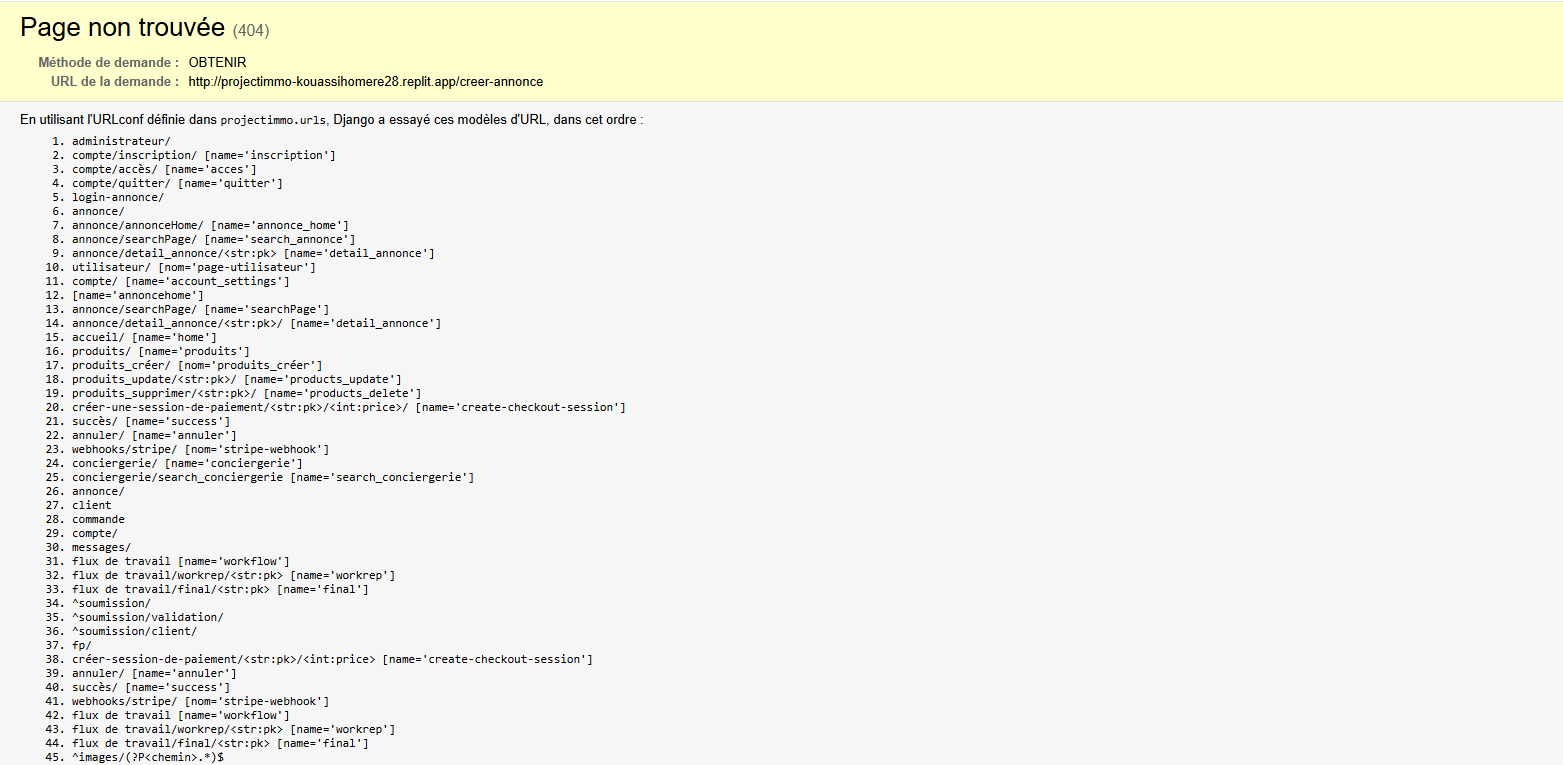 Page non trouvée (404)
Méthode de demande : OBTENIR
URL de la demande : http://projectimmo-kouassihomere28.replit.app/creer-annonce
En utilisant l'URLconf définie dans projectimmo.urls, Django a essayé ces modèles d'URL, dans cet ordre :
1. administrateur/
2. compte/inscription/ [name='inscription']
3. compte/accès/ [name='acces']
4. compte/quitter/ [name='quitter']
5. login-annonce/
6. annonce/
7. annonce/annonceHome/ [name='annonce_home']
8. annonce/searchPage/ [name='search_annonce']
9. annonce/detail_annonce/<str:pk> [name='detail_annonce']
10. utilisateur/ [nom='page-utilisateur']
11. compte/ [name='account_settings']
12. [name='annoncehome']
13. annonce/searchPage/ [name='searchPage']
14. annonce/detail_annonce/<str:pk>/ [name='detail_annonce']
15. accueil/ [name='home']
16. produits/ [name='produits']
17. produits_créer/ [nom='produits_créer']
18. produits_update/<str:pk>/ [name='products_update']
19. produits_supprimer/<str:pk>/ [name='products_delete']
20. créer-une-session-de-paiement/<str:pk>/<int:price>/ [name='create-checkout-session']
21. succès/ [name='success']
22. annuler/ [name='annuler']
23. webhooks/stripe/ [nom='stripe-webhook']
24. conciergerie/ [name='conciergerie']
25. conciergerie/search_conciergerie [name='search_conciergerie']
26. annonce/
27. client
28. commande
29. compte/
30. messages/
31. flux de travail [name='workflow']
32. flux de travail/workrep/<str:pk> [name='workrep']
33. flux de travail/final/<str:pk> [name='final']
34. ^soumission/
35. ^soumission/validation/
36. ^soumission/client/
37. fp/
38. créer-session-de-paiement/<str:pk>/<int:price> [name='create-checkout-session']
39. annuler/ [name='annuler']
40. succès/ [name='success']
41. webhooks/stripe/ [nom='stripe-webhook']
42. flux de travail [name='workflow']
43. flux de travail/workrep/<str:pk> [name='workrep']
44. flux de travail/final/<str:pk> [name='final']
45. ^images/(?P<chemin>.*)$